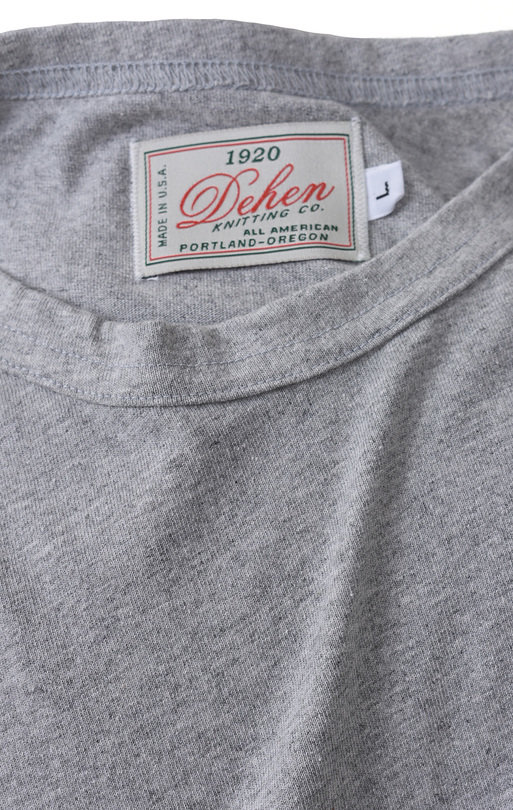 1920
Dehen
KNITTING CO.
ALL AMERICAN
PORTLAND-OREGON
MADE IN U.S.A.
L